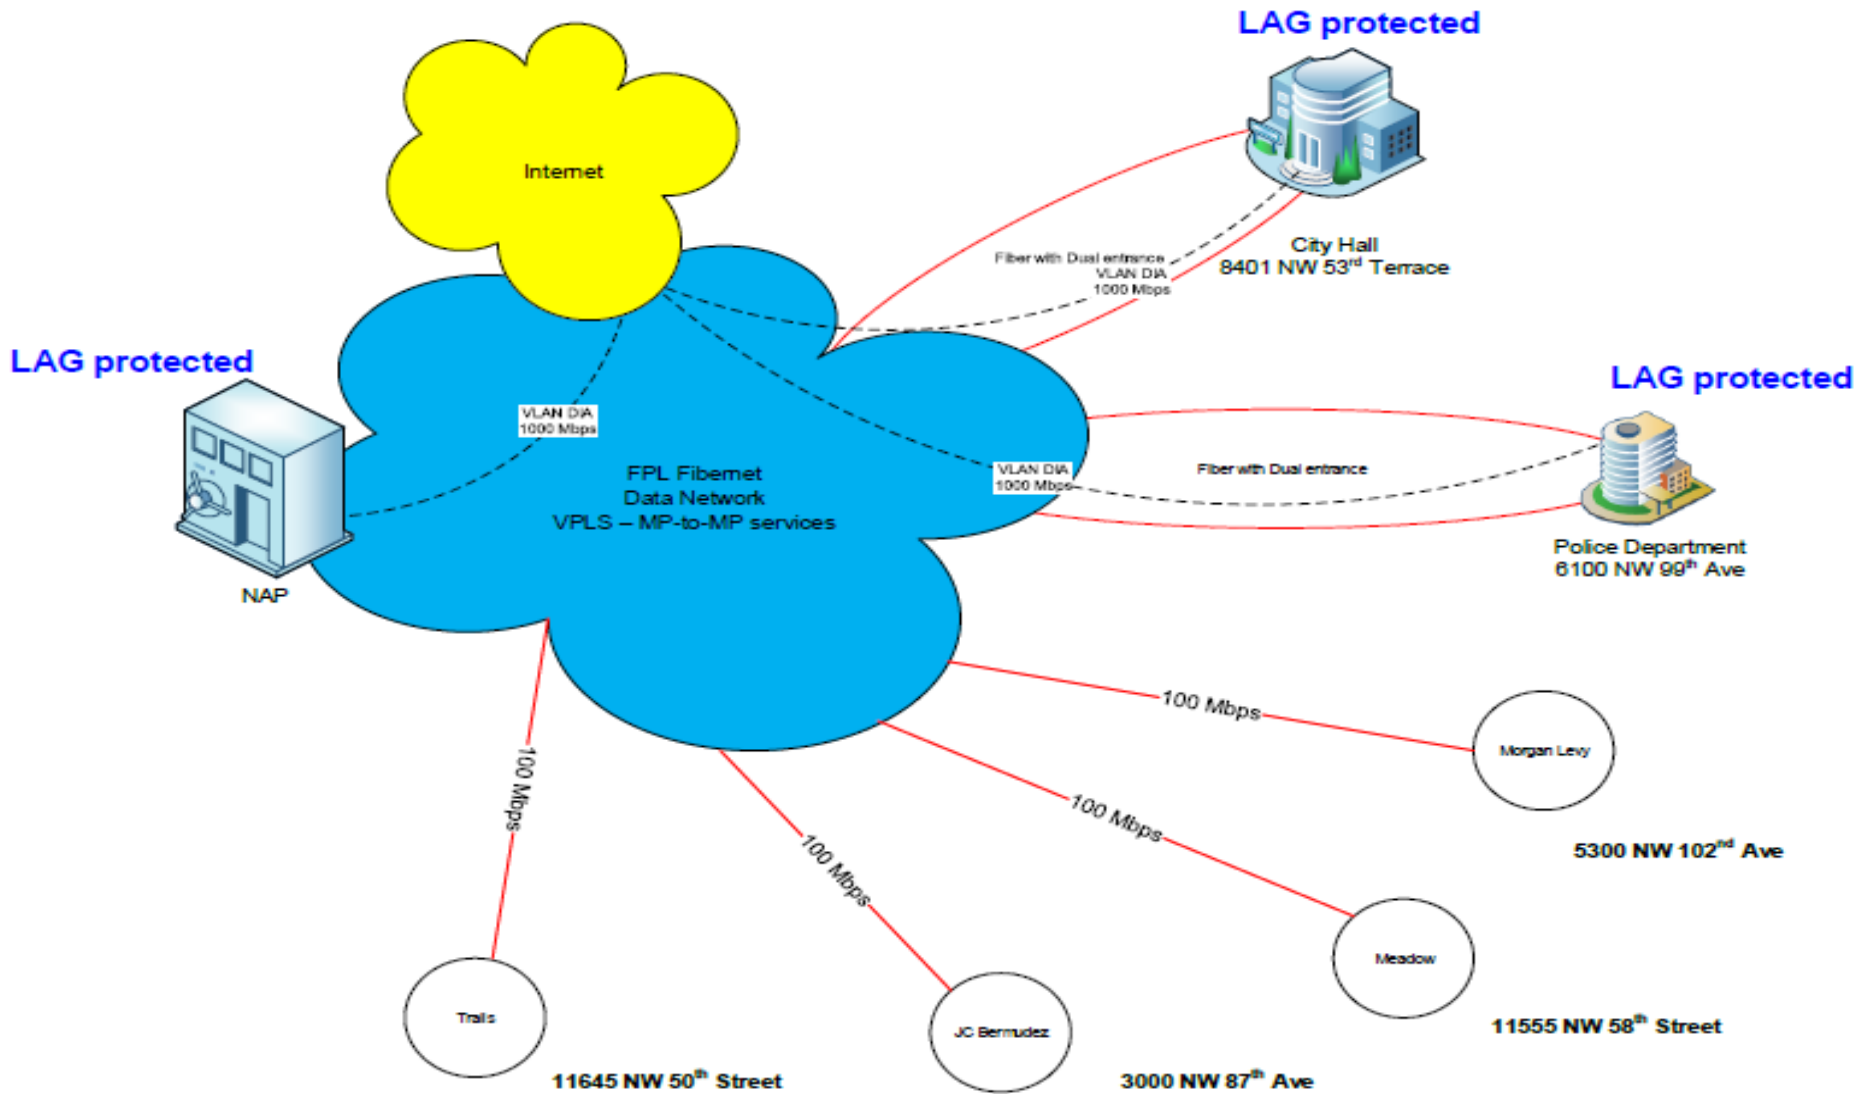 LAG protected
Internet
City Hall
8401 NW 53rd Terrace
Fiber with Dual entrance
VLAN DIA
1000 Mbps
LAG protected
LAG protected
VLAN DIA
1000 Mbps
FPL Fibernet
Data Network
VPLS – MP-to-MP services
VLAN DIA
1000 Mbps
Fiber with Dual entrance
Police Department
6100 NW 99th Ave
NAP
100 Mbps
Morgan Levy
5300 NW 102nd Ave
100 Mbps
Meadow
11555 NW 58th Street
100 Mbps
JC Bermudez
3000 NW 87th Ave
100 Mbps
Trails
11645 NW 50th Street